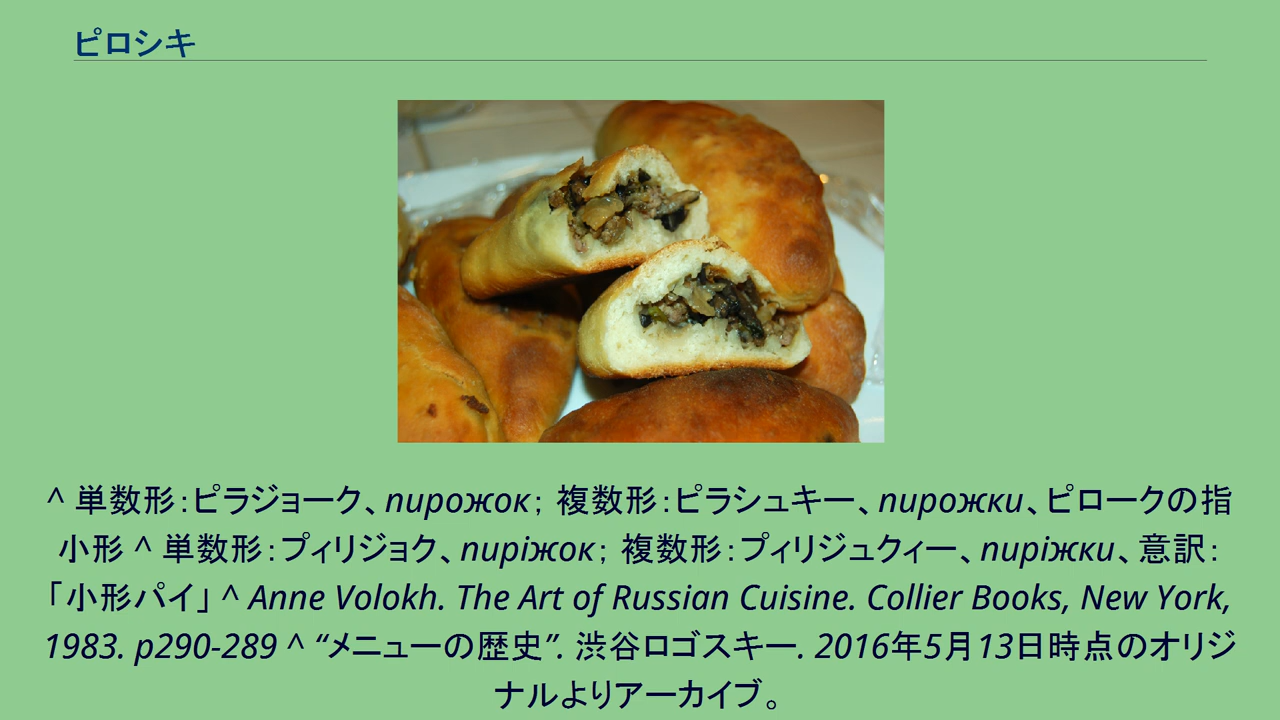 ピロシキ
^ 単数形：ピラジョーク、пирожок； 複数形：ピラシュキー、пирожки、ピロークの指
小形 ^ 単数形：プィリジョク、пиріжок； 複数形：プィリジュクィー、пиріжки、意訳：
「小形パイ」 ^ Anne Volokh. The Art of Russian Cuisine. Collier Books, New York,
1983. p290-289 ^ “メニューの歴史”. 渋谷ロゴスキー. 2016年5月13日時点のオリジ
ナルよりアーカイブ。